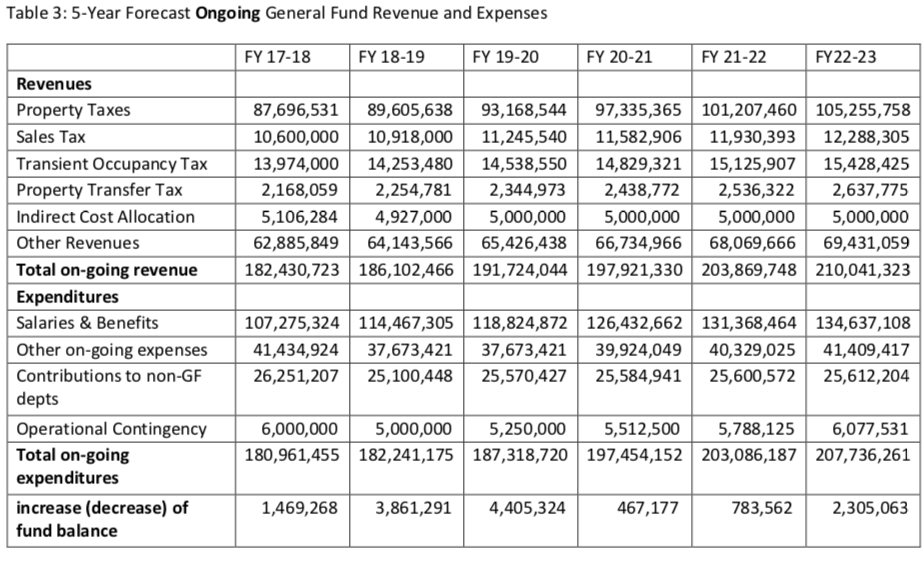 Table 3: 5-Year Forecast Ongoing General Fund Revenue and Expenses
FY 17-18 FY 18-19 FY 19-20 FY 20-21 FY 21-22 FY22-23
Revenues
Property Taxes 87,696,531 89,605,638 93,168,544 97,335,365 101,207,460 105,255,758
Sales Tax 10,600,000 10,918,000 11,245,540 11,582,906 11,930,393 12,288,305
Transient Occupancy Tax 13,974,000 14,253,480 14,538,550 14,829,321 15,125,907 15,428,425
Property Transfer Tax 2,168,059 2,254,781 2,344,973 2,438,772 2,536,322 2,637,775
Indirect Cost Allocation 5,106,284 4,927,000 5,000,000 5,000,000 5,000,000 5,000,000
Other Revenues 62,885,849 64,143,566 65,426,438 66,734,966 68,069,666 69,431,059
Total on-going revenue 182,430,723 186,102,466 191,724,044 197,921,330 203,869,748 210,041,323
Expenditures
Salaries & Benefits 107,275,324 114,467,305 118,824,872 126,432,662 131,368,464 134,637,108
Other on-going expenses 41,434,924 37,673,421 37,673,421 39,924,049 40,329,025 41,409,417
Contributions to non-GF 26,251,207 25,100,448 25,570,427 25,584,941 25,600,572 25,612,204
depts
Operational Contingency 6,000,000 5,000,000 5,250,000 5,512,500 5,788,125 6,077,531
Total on-going 180,961,455 182,241,175 187,318,720 197,454,152 203,086,187 207,736,261
expenditures
increase (decrease) of 1,469,268 3,861,291 4,405,324 467,177 783,562 2,305,063
fund balance